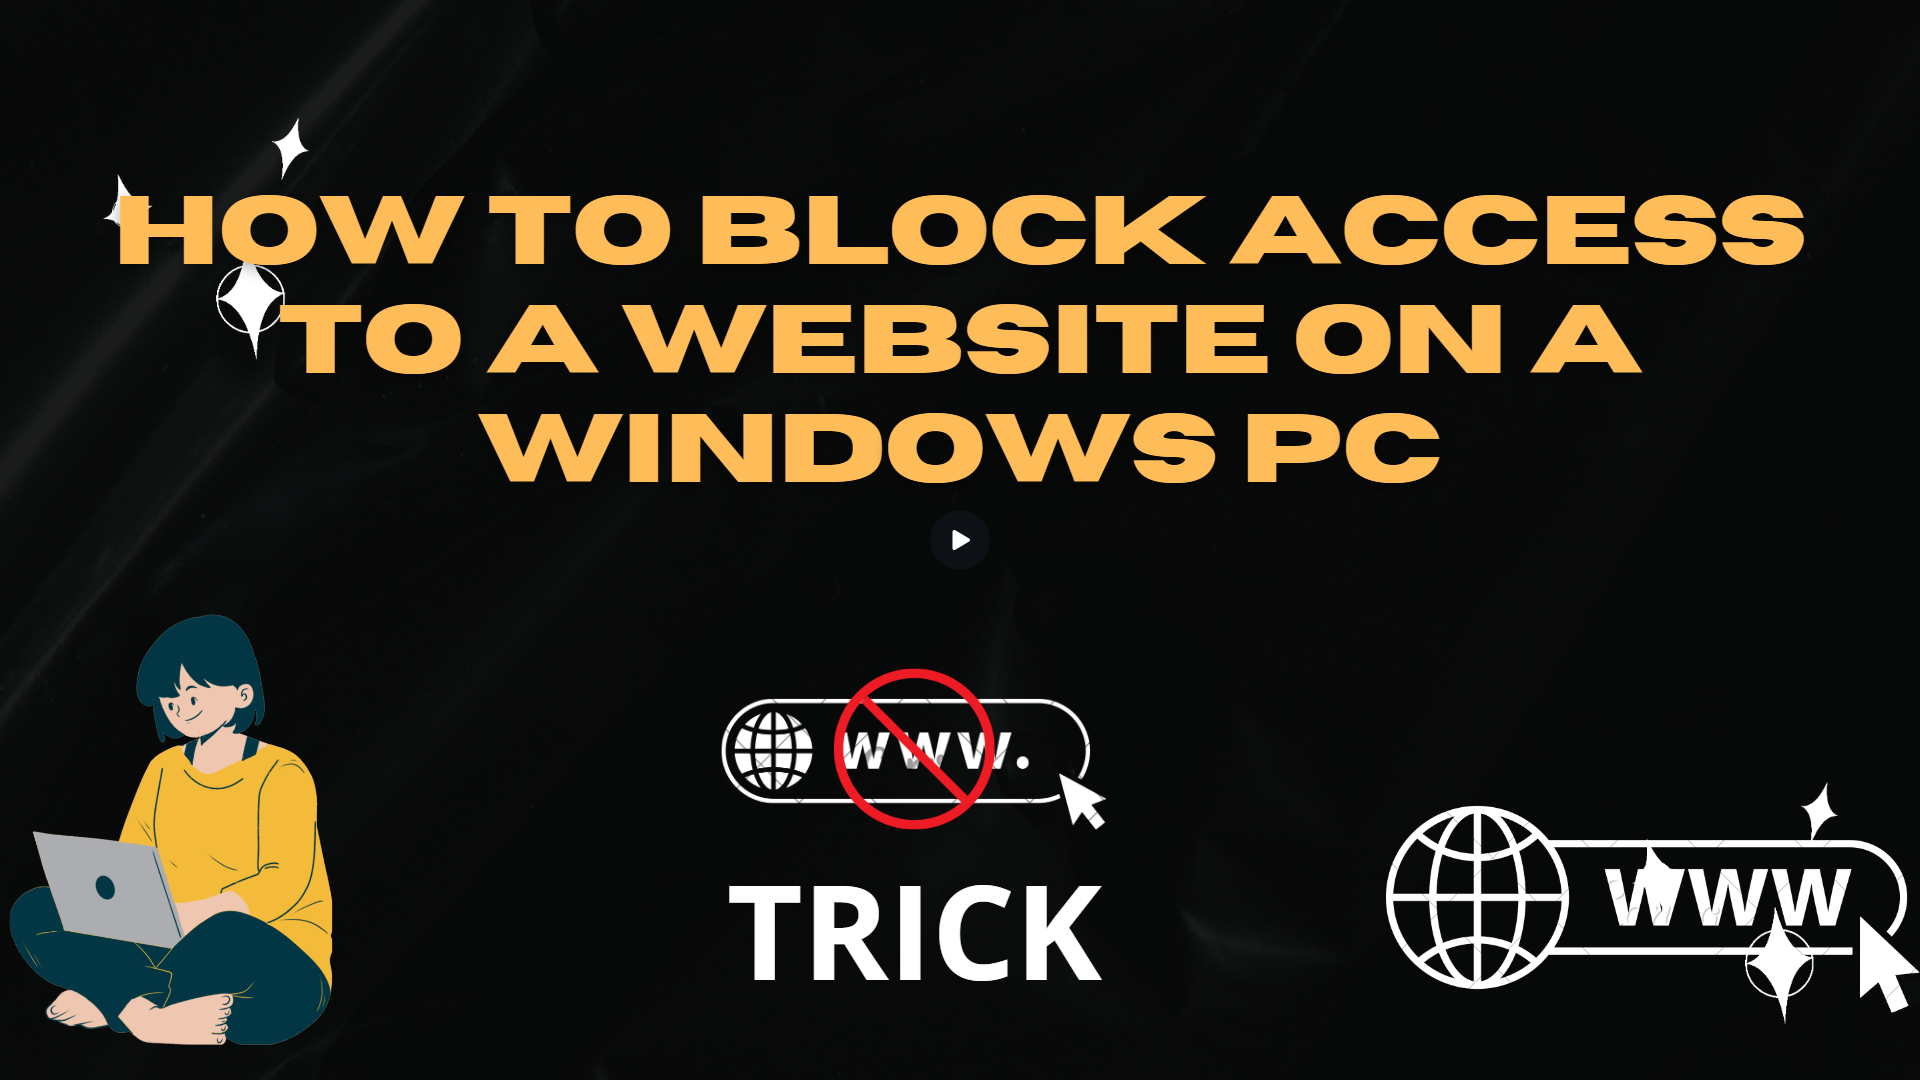 HOW TO BLOCK ACCESS
TO A WEBSITE ON A
WINDOWS PC
www.
TRICK
WWW